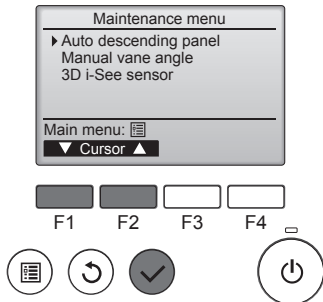 Maintenance menu
Auto descending panel
Manual vane angle
3D i-See sensor
Main menu:
▼ Cursor ▲
F1 F2 F3 F4